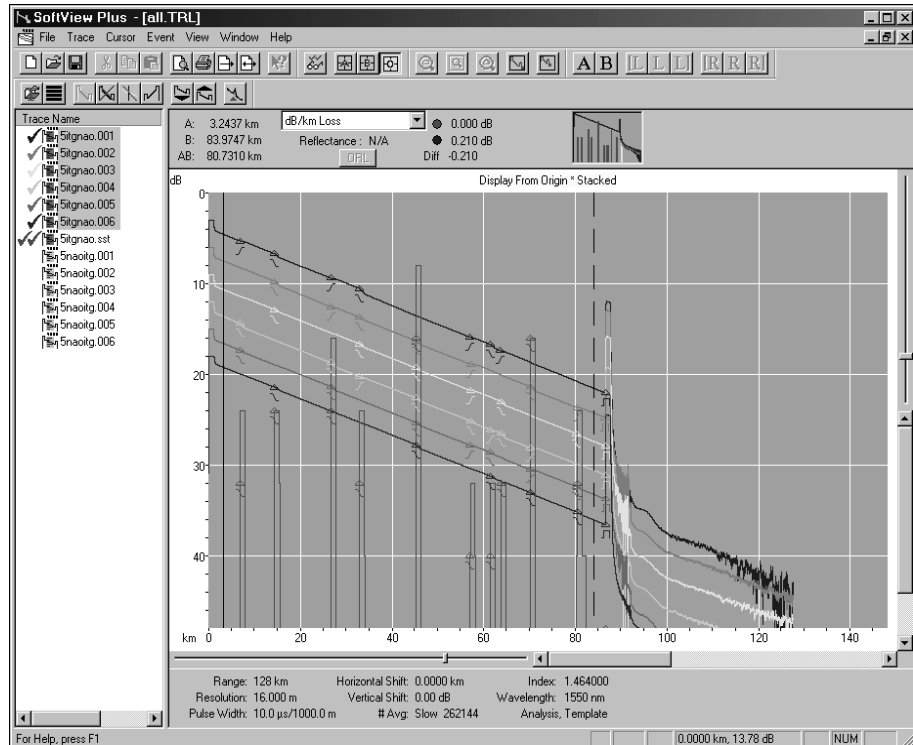 SoftView Plus - [all.TRL]
File Trace Cursor Event View Window Help
A B L L L R R R
Trace Name
5itgnao.001
5itgnao.002
5itgnao.003
5itgnao.004
5itgnao.005
5itgnao.006
5itgnao.sst
5naoitg.001
5naoitg.002
5naoitg.003
5naoitg.004
5naoitg.005
5naoitg.006
A: 3.2437 km dB/km Loss 0.000 dB
B: 83.9747 km Reflectance : N/A 0.210 dB
AB: 80.7310 km ORL Diff -0.210
dB Display From Origin * Stacked
0
10
20
30
40
km 0 20 40 60 80 100 120 140
Range: 128 km Horizontal Shift: 0.0000 km Index: 1.464000
Resolution: 16.000 m Vertical Shift: 0.00 dB Wavelength: 1550 nm
Pulse Width: 10.0 µs/1000.0 m # Avg: Slow 262144 Analysis, Template
For Help, press F1 0.0000 km, 13.78 dB NUM